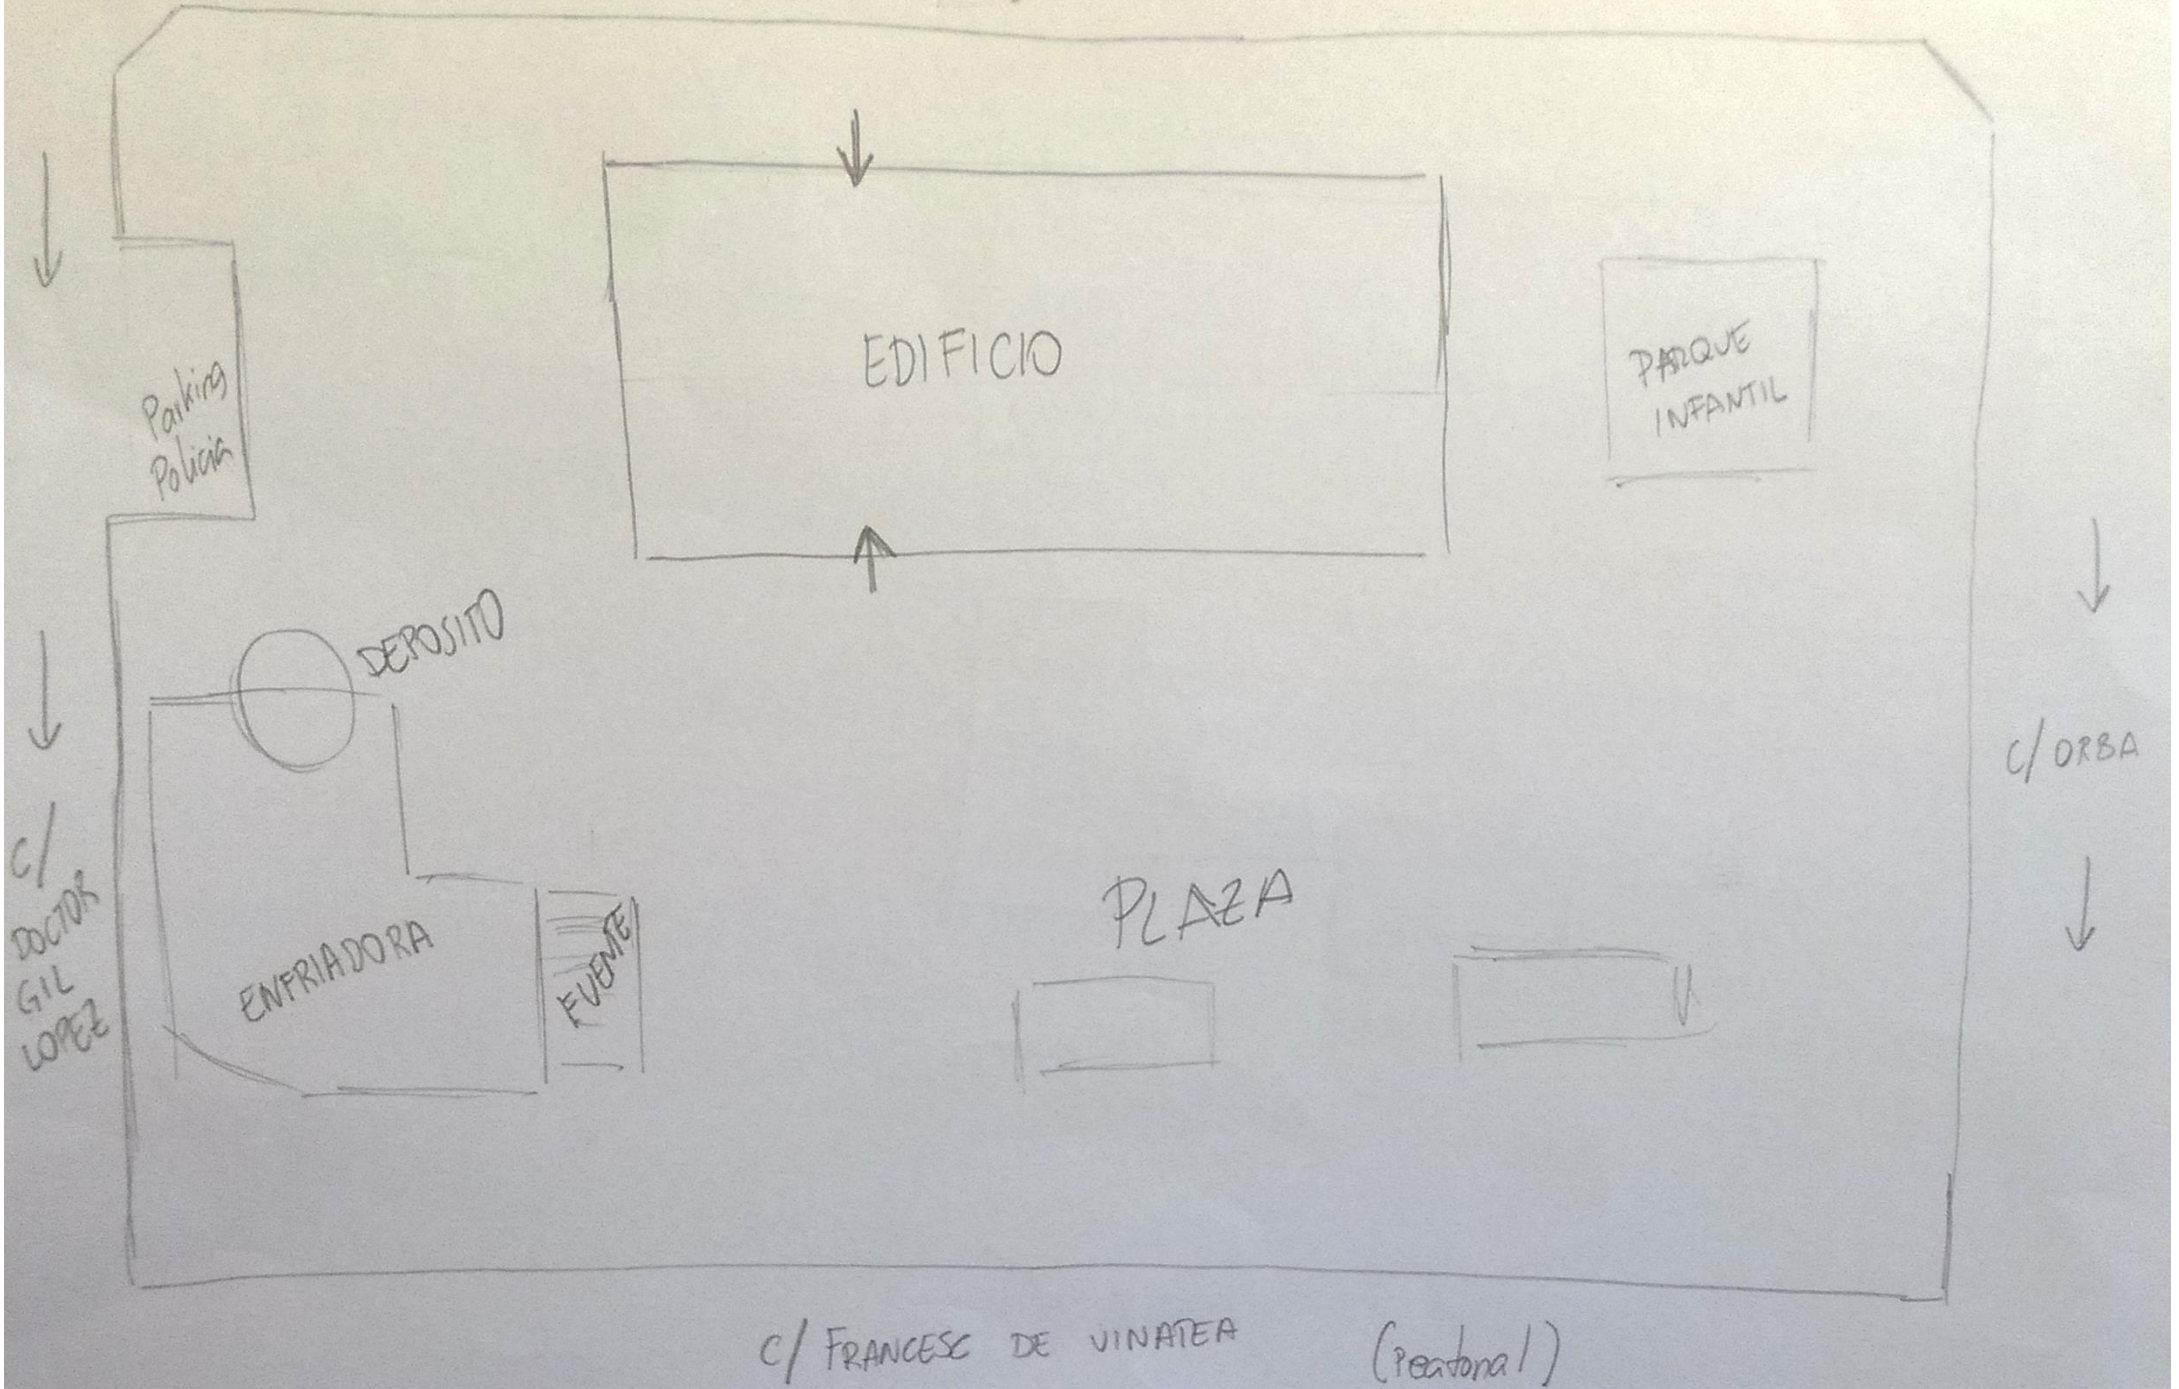 EDIFICIO
PARQUE
INFANTIL
Parking
Policia
DEPOSITO
C/ ORBA
C/
DOCTOR
GIL
LOPEZ
ENFRIADORA
FUENTE
PLAZA
C/ FRANCESC DE VINATEA (Peatonal)